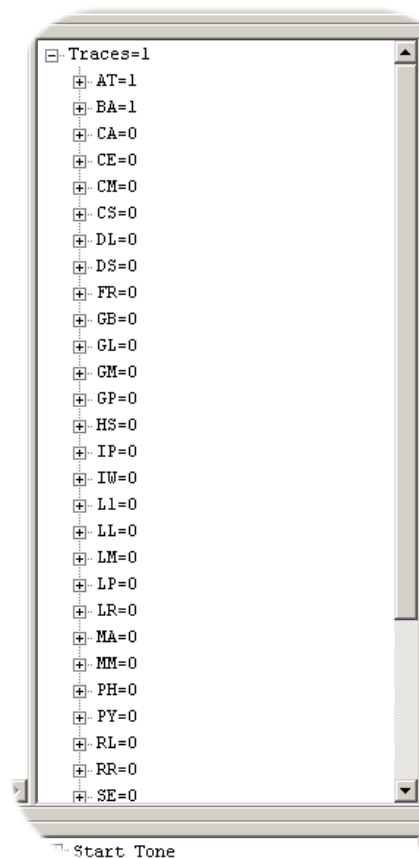 Traces=1
AT=1
BA=1
CA=0
CE=0
CM=0
CS=0
DL=0
DS=0
FR=0
GB=0
GL=0
GM=0
GP=0
HS=0
IP=0
IW=0
L1=0
LL=0
LM=0
LP=0
LR=0
MA=0
MM=0
PH=0
PY=0
RL=0
RR=0
SE=0
Start Tone